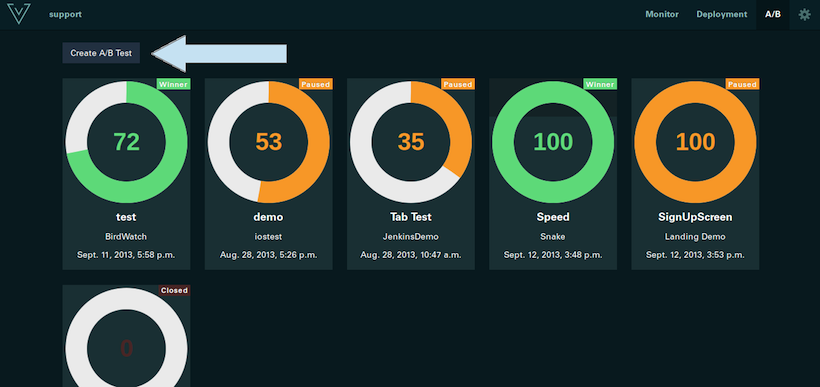 support
Monitor Deployment A/B
Create A/B Test
Winner Paused Paused Winner Paused
72 53 35 100 100
test demo Tab Test Speed SignUpScreen
BirdWatch iostest JenkinsDemo Snake Landing Demo
Sept. 11, 2013, 5:58 p.m. Aug. 28, 2013, 5:26 p.m. Aug. 28, 2013, 10:47 a.m. Sept. 12, 2013, 3:48 p.m. Sept. 12, 2013, 3:53 p.m.
Closed
0